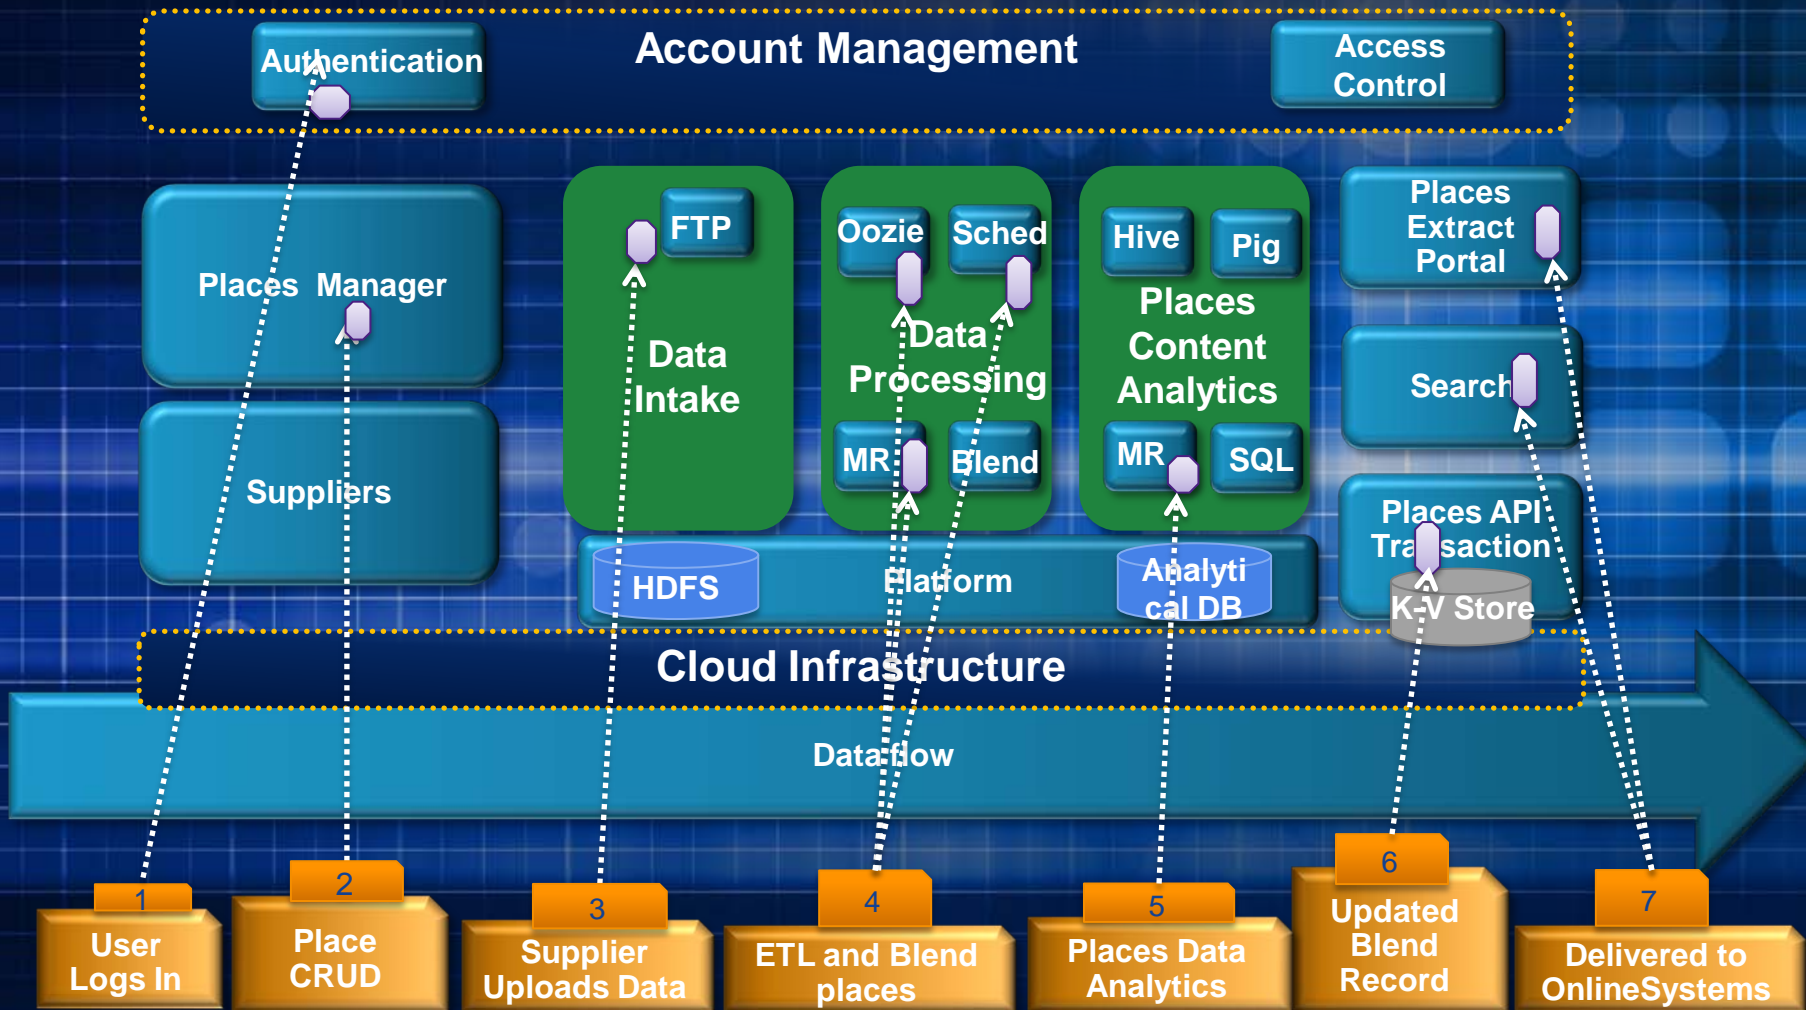 Account Management
Authentication
Access
Control
Places Manager
Suppliers
FTP
Data
Intake
Oozie
Sched
Data
Processing
MR
Blend
Hive
Pig
Places
Content
Analytics
MR
SQL
Places
Extract
Portal
Search
Places API
Transaction
K-V Store
HDFS
Platform
Analyti
cal DB
Cloud Infrastructure
Data flow
1
User
Logs In
2
Place
CRUD
3
Supplier
Uploads Data
4
ETL and Blend
places
5
Places Data
Analytics
6
Updated
Blend
Record
7
Delivered to
OnlineSystems